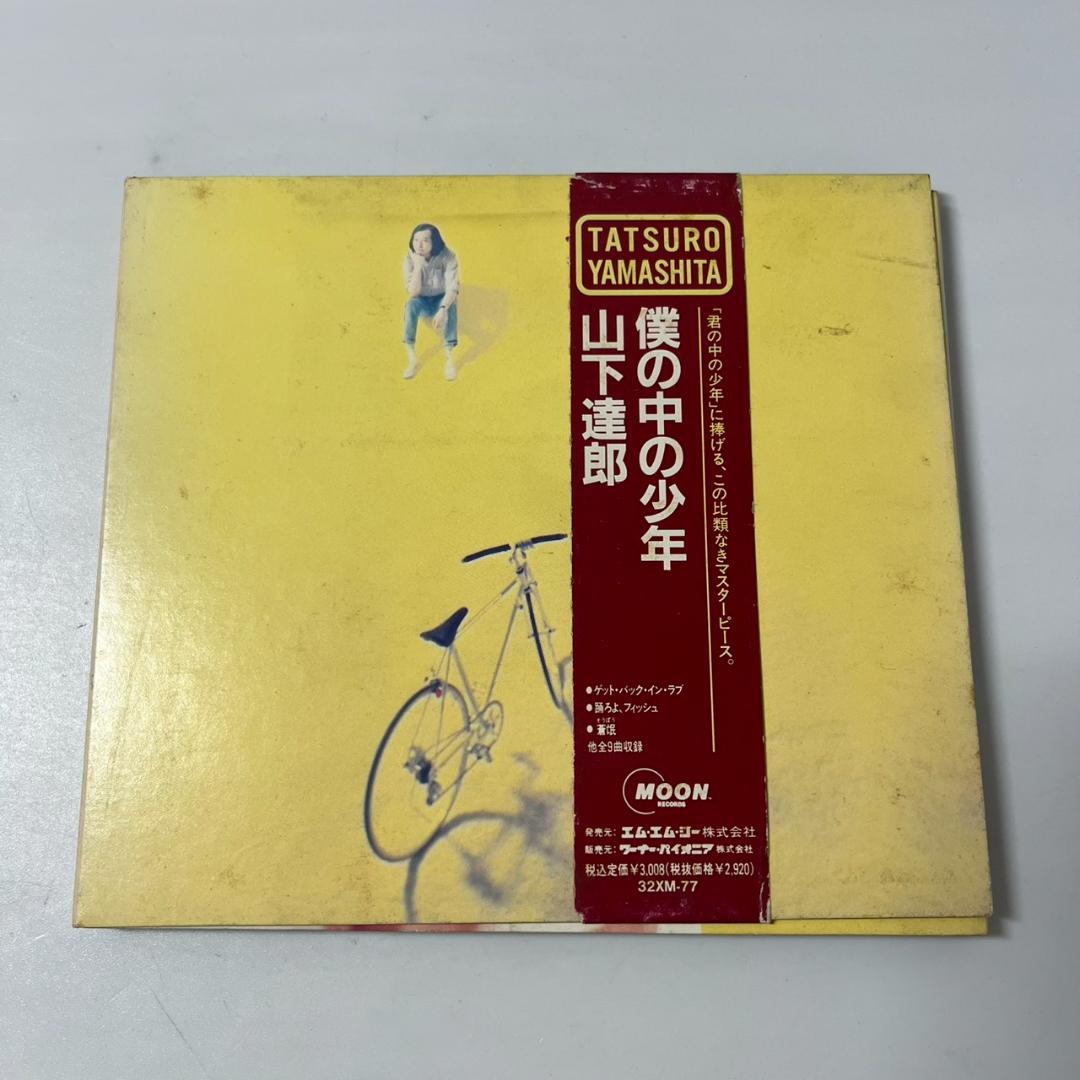 TATSURO
YAMASHITA
「君の中の少年」に捧げる、この比類なきマスターピース。
僕の中の少年
山下達郎
●ゲット・バック・イン・ラブ
●踊ろよ、フィッシュ
そうぼう
●蒼氓
他全9曲収録
MOON
RECORDS
発売元:エム・エム・ジー株式会社
販売元:ワーナー・パイオニア株式会社
税込定価¥3,008(税抜価格¥2,920)
32XM-77